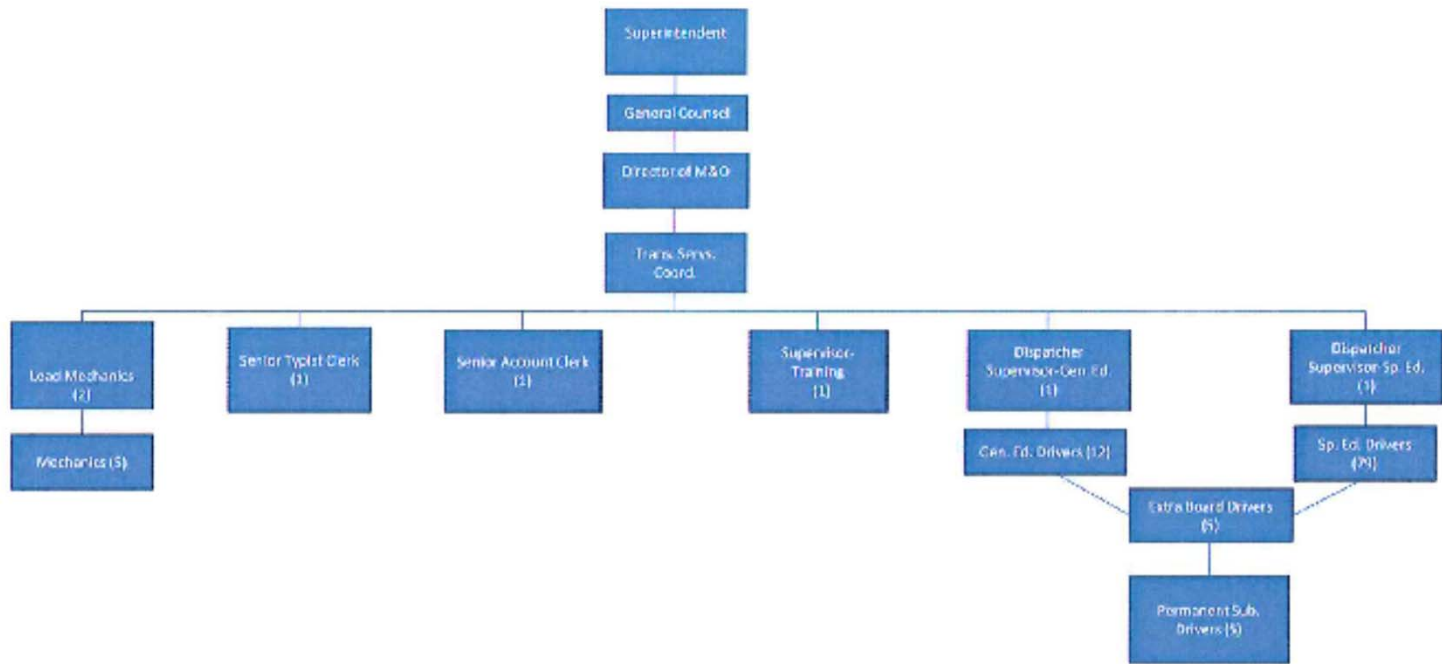 Superintendent
General Counsel
Director of M&O
Trans. Servs.
Coord.
Lead Mechanics
(2)
Senior Typist Clerk
(1)
Senior Account Clerk
(1)
Supervisor-
Training
(1)
Dispatcher
Supervisor-Gen. Ed.
(1)
Dispatcher
Supervisor-Sp. Ed.
(1)
Mechanics (5)
Gen. Ed. Drivers (12)
Sp. Ed. Drivers
(79)
Extra Board Drivers
(5)
Permanent Sub.
Drivers (5)